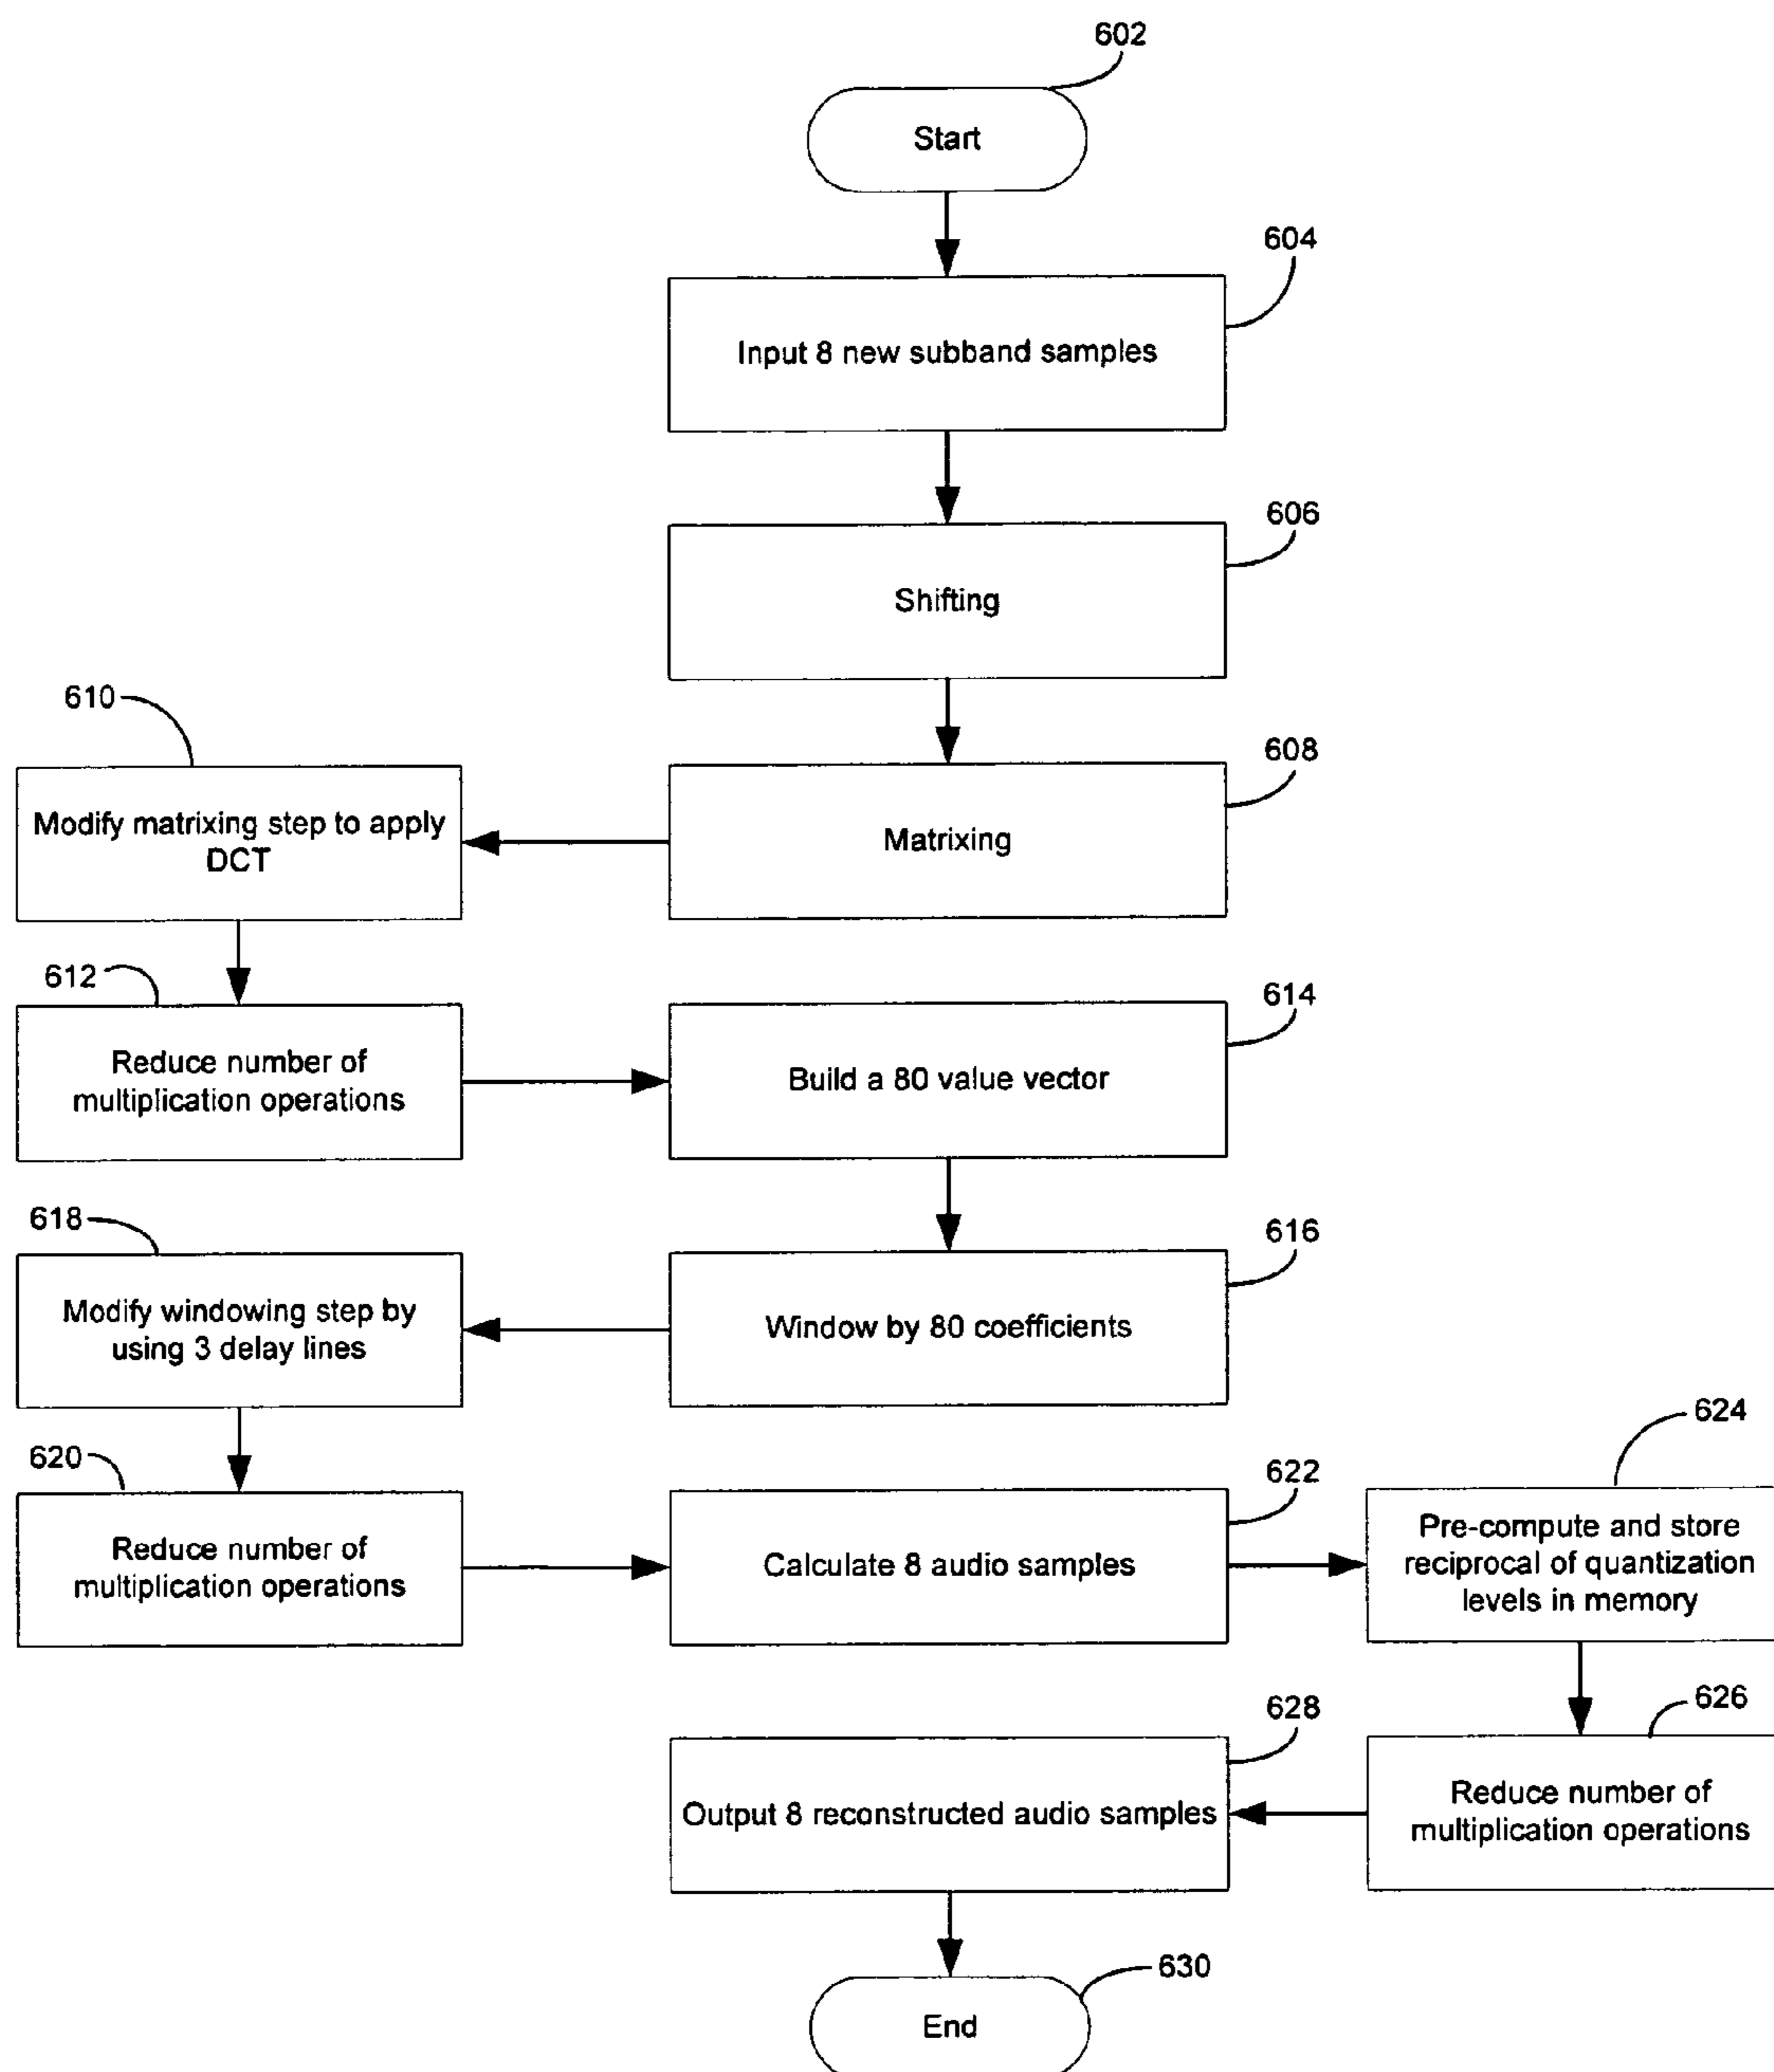 602
Start
604
Input 8 new subband samples
606
Shifting
610
608
Modify matrixing step to apply
DCT
Matrixing
612
614
Reduce number of
multiplication operations
Build a 80 value vector
618
616
Modify windowing step by
using 3 delay lines
Window by 80 coefficients
624
620
622
Reduce number of
multiplication operations
Calculate 8 audio samples
Pre-compute and store
reciprocal of quantization
levels in memory
628
626
Output 8 reconstructed audio samples
Reduce number of
multiplication operations
630
End